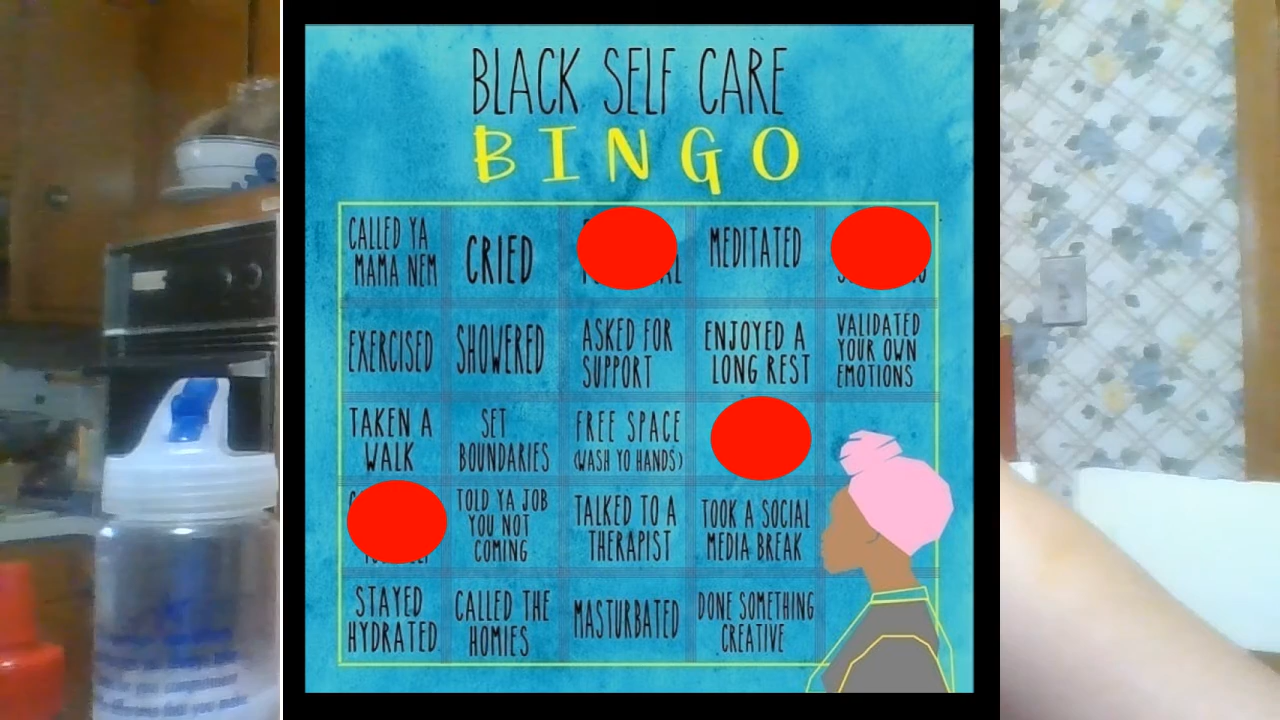 BLACK SELF CARE
BINGO
CALLED YA
MAMA NEM
CRIED
MEDITATED
EXERCISED
SHOWERED
ASKED FOR
SUPPORT
ENJOYED A
LONG REST
VALIDATED
YOUR OWN
EMOTIONS
TAKEN A
WALK
SET
BOUNDARIES
FREE SPACE
(WASH YO HANDS)
TOLD YA JOB
YOU NOT
COMING
TALKED TO A
THERAPIST
TOOK A SOCIAL
MEDIA BREAK
STAYED
HYDRATED
CALLED THE
HOMIES
MASTURBATED
DONE SOMETHING
CREATIVE